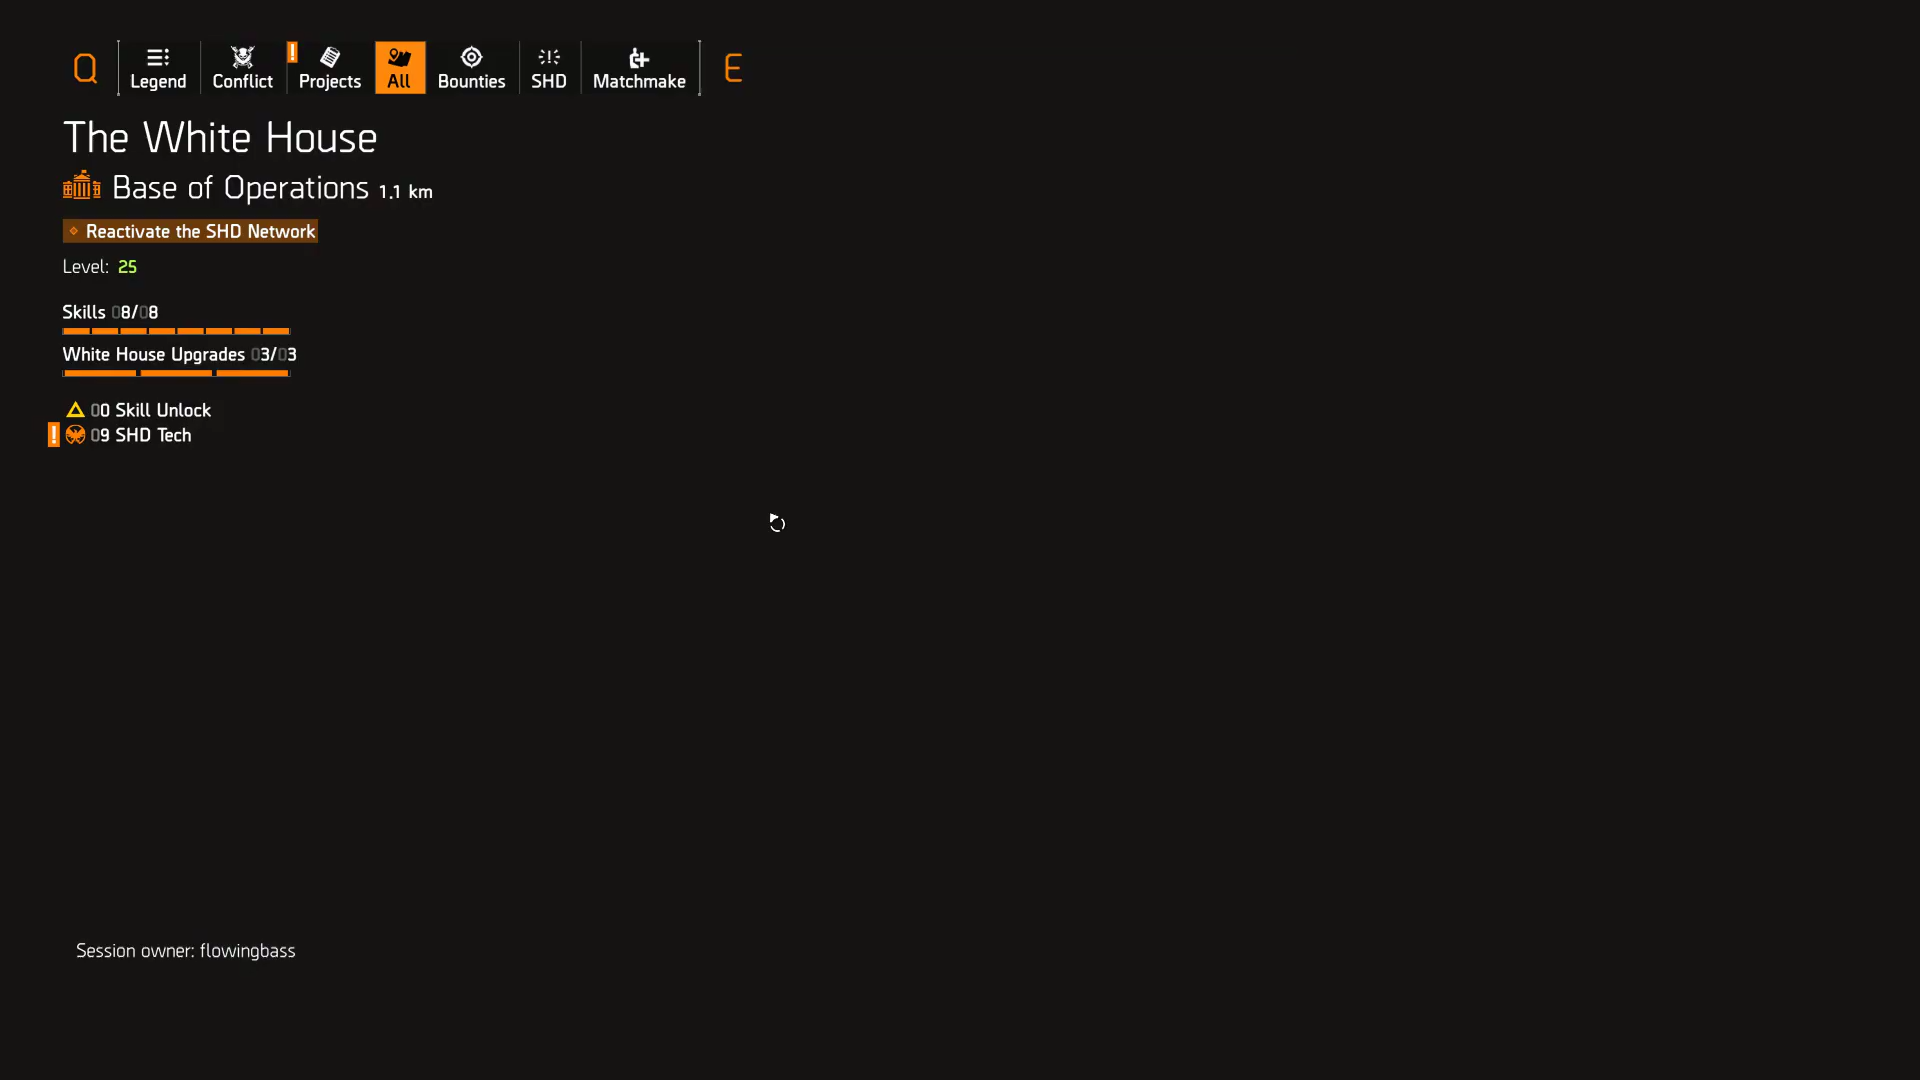 Q Legend Conflict ! Projects All Bounties SHD Matchmake E
The White House
Base of Operations 1.1 km
Reactivate the SHD Network
Level: 25
Skills 08/08
White House Upgrades 03/03
00 Skill Unlock
! 09 SHD Tech
Session owner: flowingbass